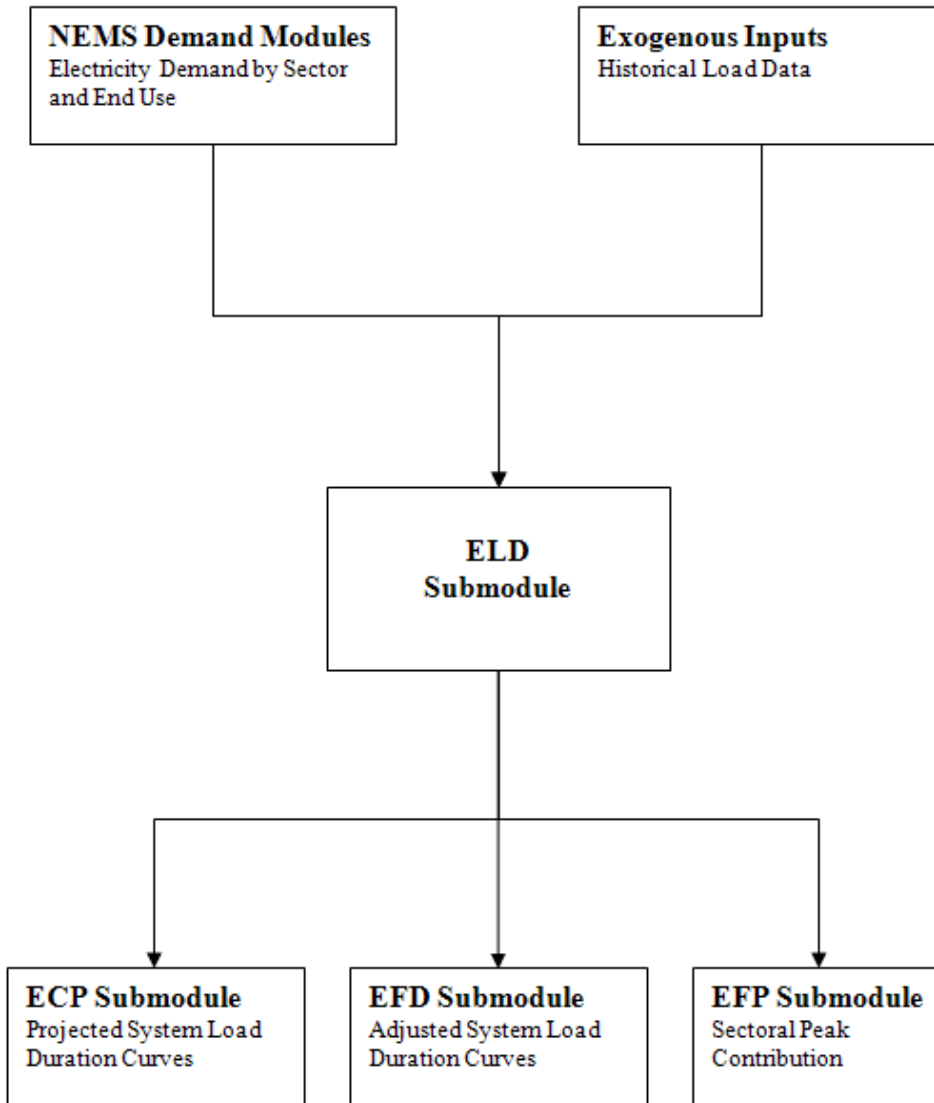 NEMS Demand Modules
Electricity Demand by Sector
and End Use
Exogenous Inputs
Historical Load Data
ELD
Submodule
ECP Submodule
Projected System Load
Duration Curves
EFD Submodule
Adjusted System Load
Duration Curves
EFP Submodule
Sectoral Peak
Contribution